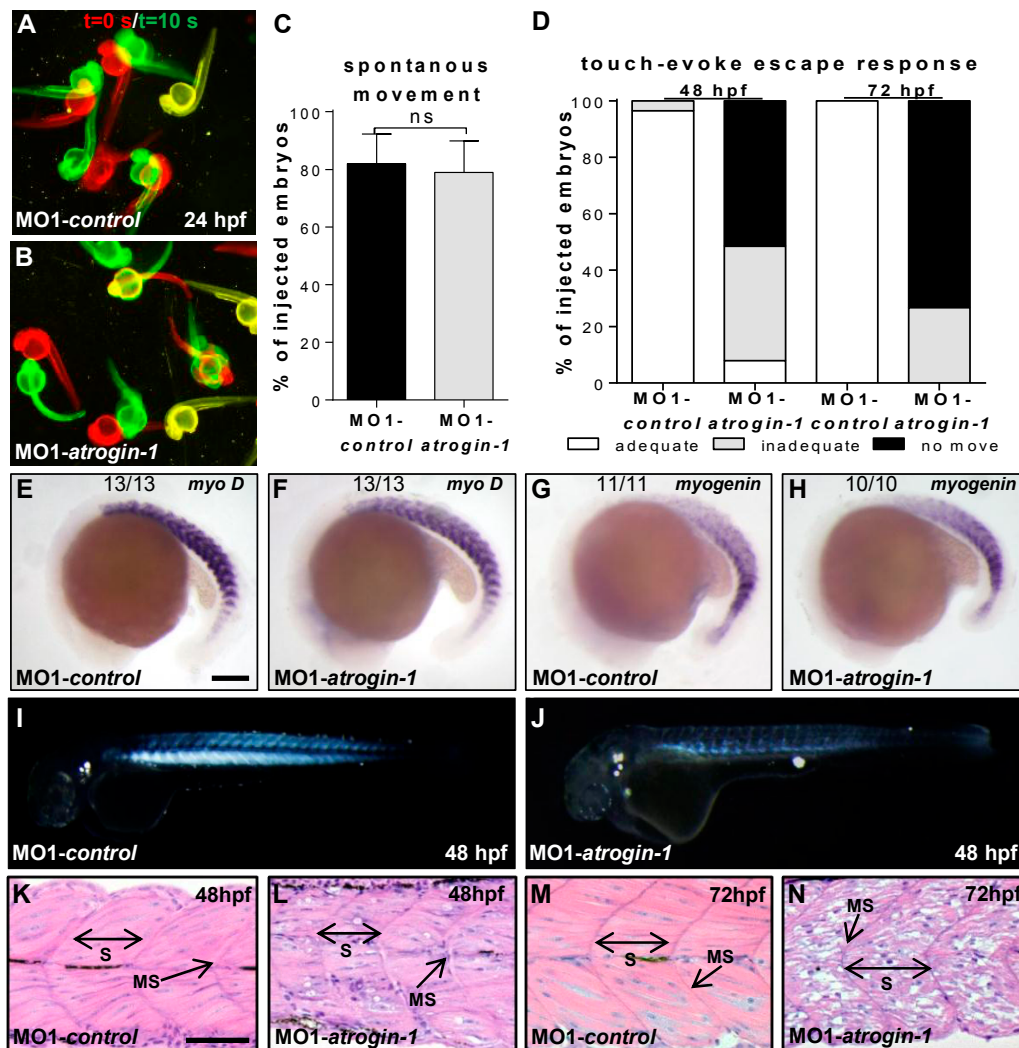 A
t=0 s/t=10 s
MO1-control
24 hpf
B
MO1-atrogin-1
C
spontanous
movement
ns
% of injected embryos
100
80
60
40
20
0
MO1-
control
MO1-
atrogin-1
D
touch-evoke escape response
48 hpf
72 hpf
% of injected embryos
100
80
60
40
20
0
MO1-
control
MO1-
atrogin-1
MO1-
control
MO1-
atrogin-1
adequate
inadequate
no move
E
13/13
myo D
MO1-control
F
13/13
myo D
MO1-atrogin-1
G
11/11
myogenin
MO1-control
H
10/10
myogenin
MO1-atrogin-1
I
MO1-control
48 hpf
J
MO1-atrogin-1
48 hpf
K
48hpf
S
MS
MO1-control
L
48hpf
S
MS
MO1-atrogin-1
M
72hpf
S
MS
MO1-control
N
72hpf
MS
S
MO1-atrogin-1